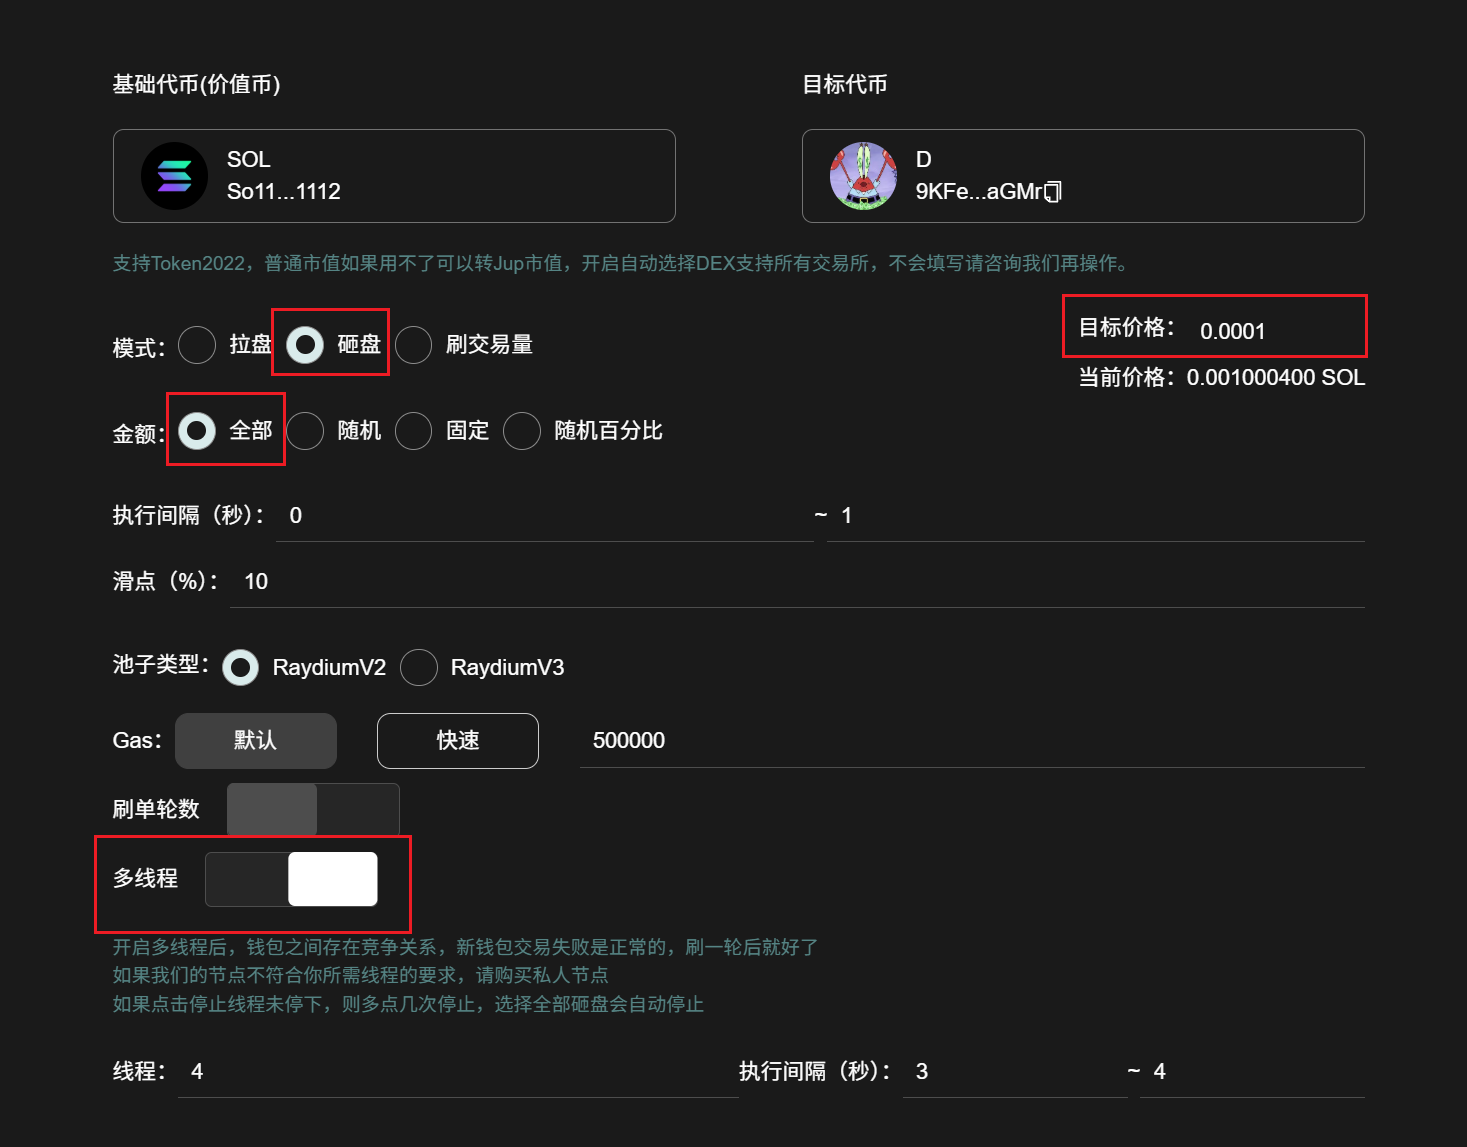 基础代币(价值币)
目标代币
SOL
So11...1112
D
9KFe...aGMr
支持Token2022，普通市值如果用不了可以转Jup市值，开启自动选择DEX支持所有交易所，不会填写请咨询我们再操作。
模式： 拉盘 砸盘 刷交易量
目标价格： 0.0001
当前价格：0.001000400 SOL
金额： 全部 随机 固定 随机百分比
执行间隔（秒）： 0 ~ 1
滑点（%）： 10
池子类型： RaydiumV2 RaydiumV3
Gas： 默认 快速 500000
刷单轮数
多线程
开启多线程后，钱包之间存在竞争关系，新钱包交易失败是正常的，刷一轮后就好了
如果我们的节点不符合你所需线程的要求，请购买私人节点
如果点击停止线程未停下，则多点几次停止，选择全部砸盘会自动停止
线程： 4 执行间隔（秒）： 3 ~ 4